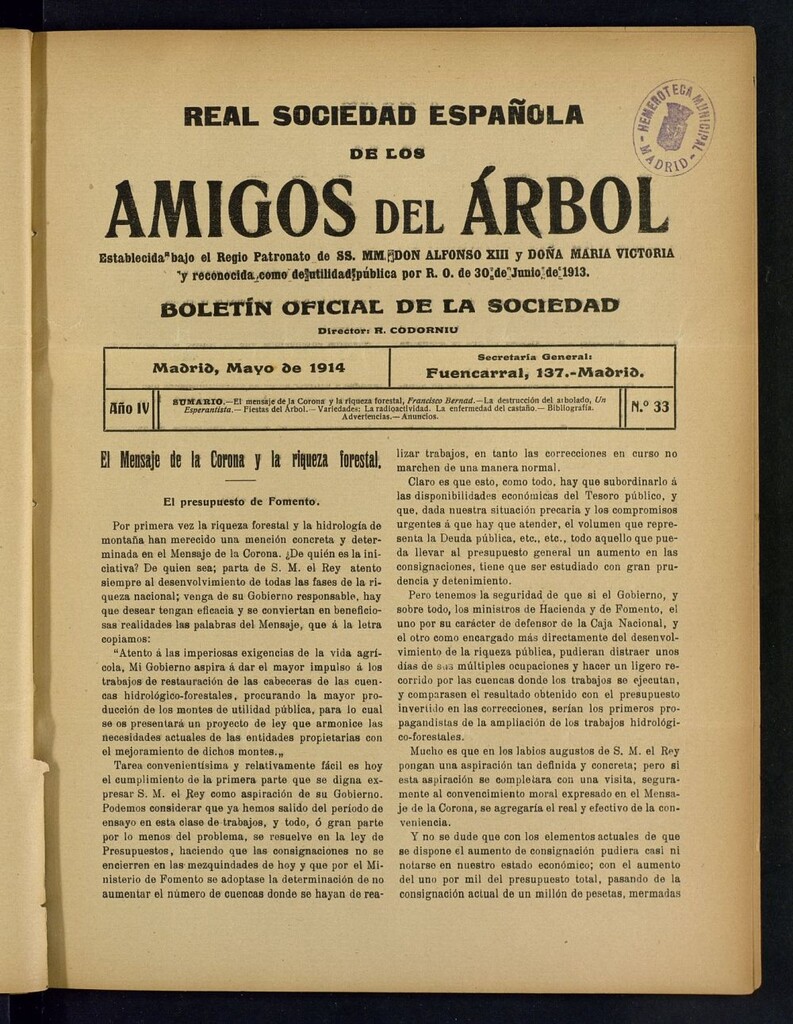 REAL SOCIEDAD ESPAÑOLA
DE LOS
AMIGOS DEL ÁRBOL
Establecida bajo el Regio Patronato de SS. MM. DON ALFONSO XIII y DOÑA MARIA VICTORIA
y reconocida como de utilidad pública por R. O. de 30 de Junio de 1913.
BOLETÍN OFICIAL DE LA SOCIEDAD
Director: R. CODORNIU
HEMEROTECA MUNICIPAL
- MADRID -
Madrid, Mayo de 1914
Secretaría General:
Fuencarral, 137.-Madrid.
Año IV
SUMARIO.—El mensaje de la Corona y la riqueza forestal, Francisco Bernad.—La destrucción del arbolado, Un
Esperantista.— Fiestas del Árbol.— Variedades: La radioactividad. La enfermedad del castaño.— Bibliografía.
Advertencias.— Anuncios.
N.º 33
El Mensaje de la Corona y la riqueza forestal.
El presupuesto de Fomento.
Por primera vez la riqueza forestal y la hidrología de
montaña han merecido una mención concreta y deter-
minada en el Mensaje de la Corona. ¿De quién es la ini-
ciativa? De quien sea; parta de S. M. el Rey atento
siempre al desenvolvimiento de todas las fases de la ri-
queza nacional; venga de su Gobierno responsable, hay
que desear tengan eficacia y se conviertan en beneficio-
sas realidades las palabras del Mensaje, que á la letra
copiamos:
"Atento á las imperiosas exigencias de la vida agrí-
cola, Mi Gobierno aspira á dar el mayor impulso á los
trabajos de restauración de las cabeceras de las cuen-
cas hidrológico-forestales, procurando la mayor pro-
ducción de los montes de utilidad pública, para lo cual
se os presentará un proyecto de ley que armonice las
necesidades actuales de las entidades propietarias con
el mejoramiento de dichos montes.„
Tarea convenientísima y relativamente fácil es hoy
el cumplimiento de la primera parte que se digna ex-
presar S. M. el Rey como aspiración de su Gobierno.
Podemos considerar que ya hemos salido del período de
ensayo en esta clase de trabajos, y todo, ó gran parte
por lo menos del problema, se resuelve en la ley de
Presupuestos, haciendo que las consignaciones no se
encierren en las mezquindades de hoy y que por el Mi-
nisterio de Fomento se adoptase la determinación de no
aumentar el número de cuencas donde se hayan de rea-
lizar trabajos, en tanto las correcciones en curso no
marchen de una manera normal.
Claro es que esto, como todo, hay que subordinarlo á
las disponibilidades económicas del Tesoro público, y
que, dada nuestra situación precaria y los compromisos
urgentes á que hay que atender, el volumen que repre-
senta la Deuda pública, etc., etc., todo aquello que pue-
da llevar al presupuesto general un aumento en las
consignaciones, tiene que ser estudiado con gran pru-
dencia y detenimiento.
Pero tenemos la seguridad de que si el Gobierno, y
sobre todo, los ministros de Hacienda y de Fomento, el
uno por su carácter de defensor de la Caja Nacional, y
el otro como encargado más directamente del desenvol-
vimiento de la riqueza pública, pudieran distraer unos
días de sus múltiples ocupaciones y hacer un ligero re-
corrido por las cuencas donde los trabajos se ejecutan,
y comparasen el resultado obtenido con el presupuesto
invertido en las correcciones, serían los primeros pro-
pagandistas de la ampliación de los trabajos hidrológi-
co-forestales.
Mucho es que en los labios augustos de S. M. el Rey
pongan una aspiración tan definida y concreta; pero si
esta aspiración se completara con una visita, segura-
mente al convencimiento moral expresado en el Mensa-
je de la Corona, se agregaría el real y efectivo de la con-
veniencia.
Y no se dude que con los elementos actuales de que
se dispone el aumento de consignación pudiera casi ni
notarse en nuestro estado económico; con el aumento
del uno por mil del presupuesto total, pasando de la
consignación actual de un millón de pesetas, mermadas